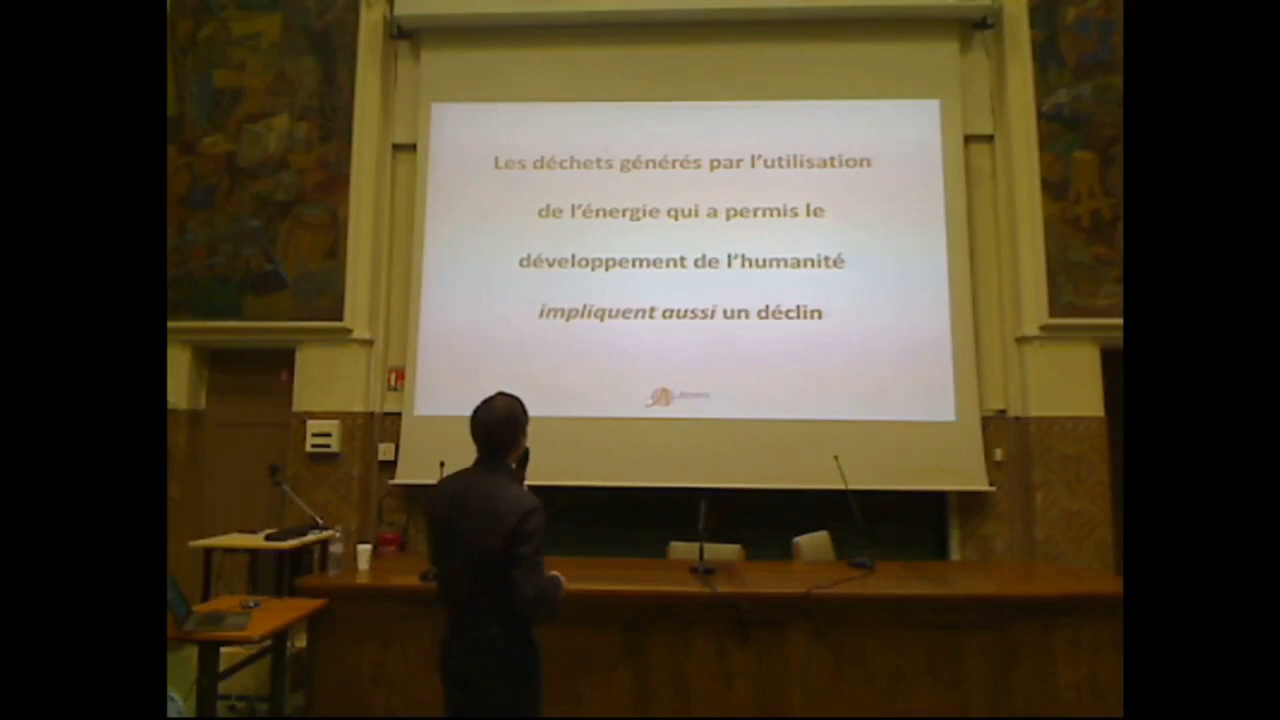 Les déchets générés par l'utilisation
de l'énergie qui a permis le
développement de l'humanité
impliquent aussi un déclin